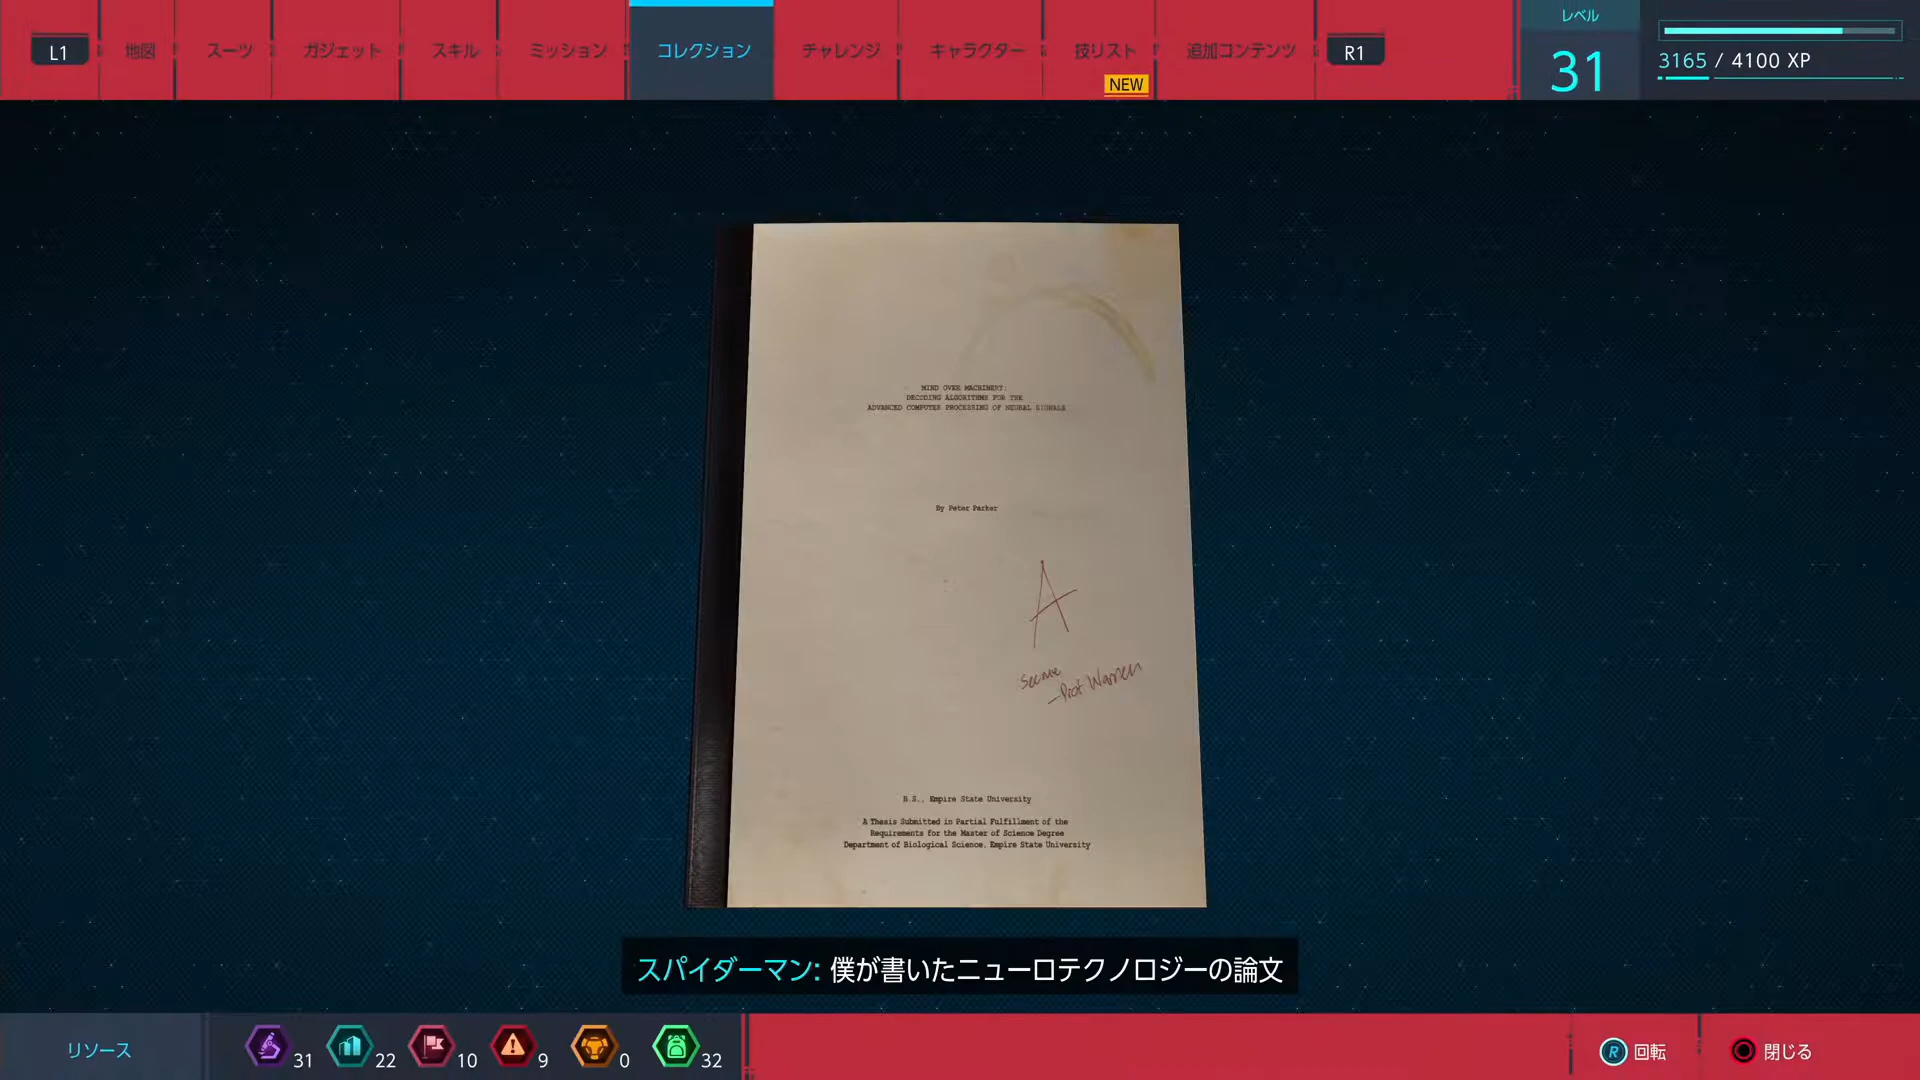 L1
地図
スーツ
ガジェット
スキル
ミッション
コレクション
チャレンジ
キャラクター
技リスト
NEW
追加コンテンツ
R1
レベル
31
3165 / 4100 XP
MIND OVER MACHINERY:
DECODING ALGORITHMS FOR THE
ADVANCED COMPUTER PROCESSING OF NEURAL SIGNALS
By Peter Parker
A
See me
-Prof Warren
B.S., Empire State University
A Thesis Submitted in Partial Fulfillment of the
Requirements for the Master of Science Degree
Department of Biological Science, Empire State University
スパイダーマン: 僕が書いたニューロテクノロジーの論文
リソース
31
22
10
9
0
32
R 回転
閉じる